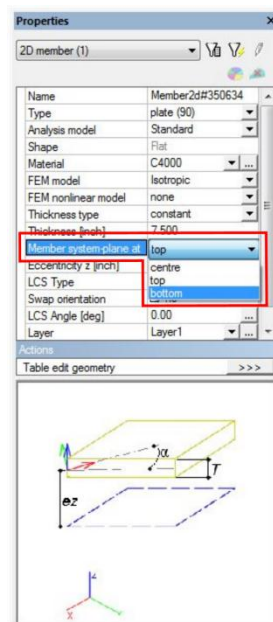 Properties
2D member (1)
Name Member2d#350634
Type plate (90)
Analysis model Standard
Shape Flat
Material C4000 ...
FEM model Isotropic
FEM nonlinear model none
Thickness type constant
Thickness [inch] 7.500
Member system-plane at top
Eccentricity z [inch] centre
LCS Type top
Swap orientation bottom
LCS Angle [deg] 0.00 ...
Layer Layer1 ...
Actions
Table edit geometry >>>
α
T
ez
z
x